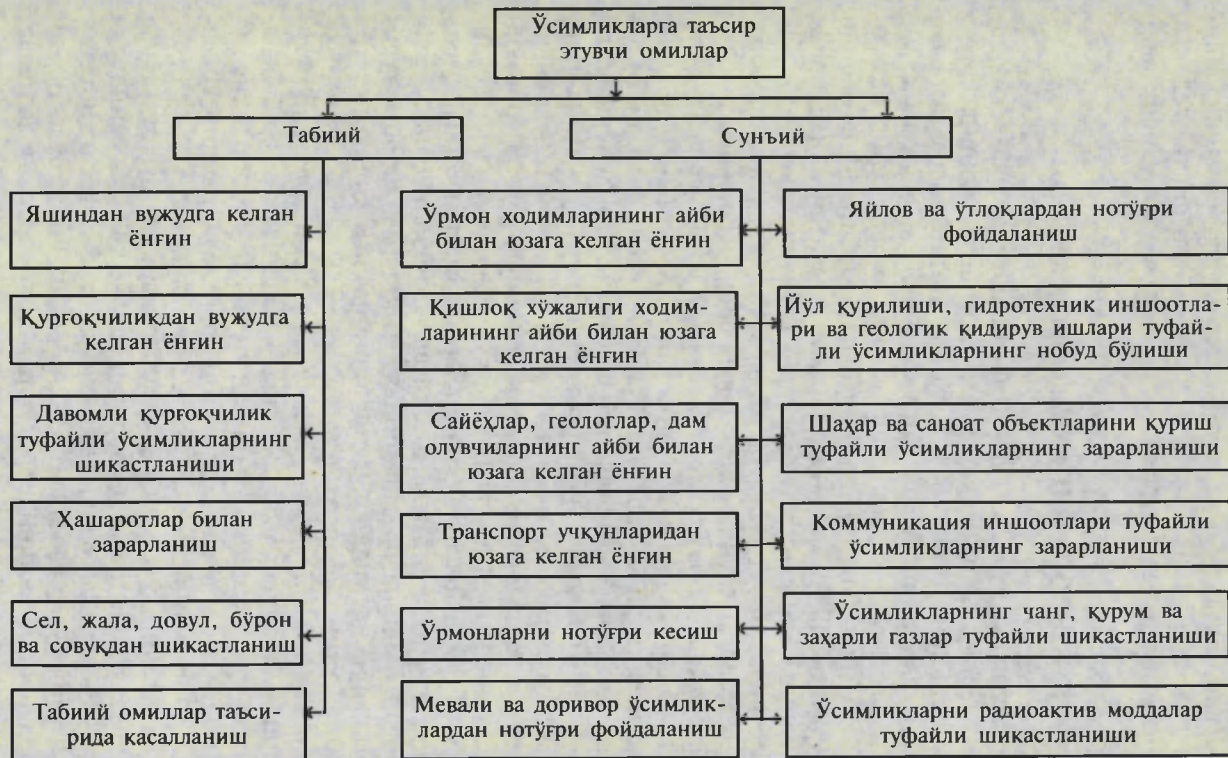 Ўсимликларга таъсир
этувчи омиллар
Табиий
Сунъий
Яшиндан вужудга келган
ёнғин
Қурғоқчиликдан вужудга
келган ёнғин
Давомли қурғоқчилик
туфайли ўсимликларнинг
шикастланиши
Ҳашаротлар билан
зарарланиш
Сел, жала, довул, бўрон
ва совуқдан шикастланиш
Табиий омиллар таъси-
рида касалланиш
Ўрмон ходимларининг айби
билан юзага келган ёнғин
Қишлоқ хўжалиги ходим-
ларининг айби билан юзага
келган ёнғин
Сайёҳлар, геологлар, дам
олувчиларнинг айби билан
юзага келган ёнғин
Транспорт учқунларидан
юзага келган ёнғин
Ўрмонларни нотўғри кесиш
Мевали ва доривор ўсимлик-
лардан нотўғри фойдаланиш
Яйлов ва ўтлоқлардан нотўғри
фойдаланиш
Йўл қурилиши, гидротехник иншоотла-
ри ва геологик қидирув ишлари туфай-
ли ўсимликларнинг нобуд бўлиши
Шаҳар ва саноат объектларини қуриш
туфайли ўсимликларнинг зарарланиши
Коммуникация иншоотлари туфайли
ўсимликларнинг зарарланиши
Ўсимликларнинг чанг, қурум ва
заҳарли газлар туфайли шикастланиши
Ўсимликларни радиоактив моддалар
туфайли шикастланиши